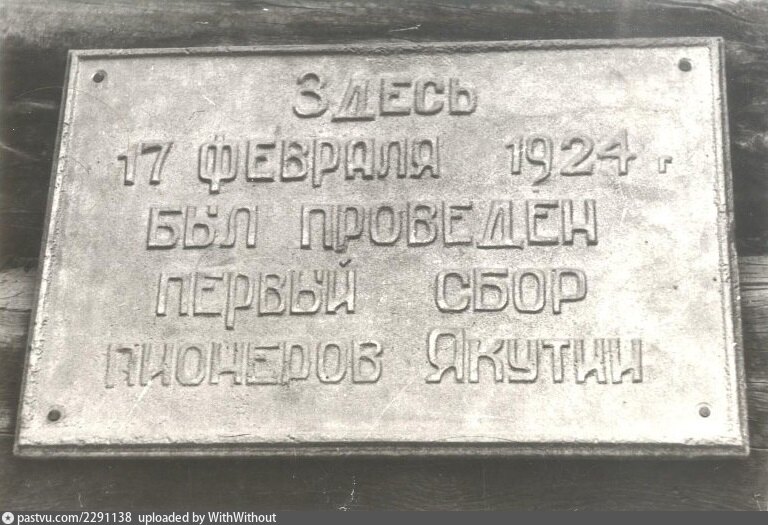 Здесь
17 февраля 1924 г
был проведен
первый сбор
пионеров Якутии
pastvu.com/2291138 uploaded by WithWithout